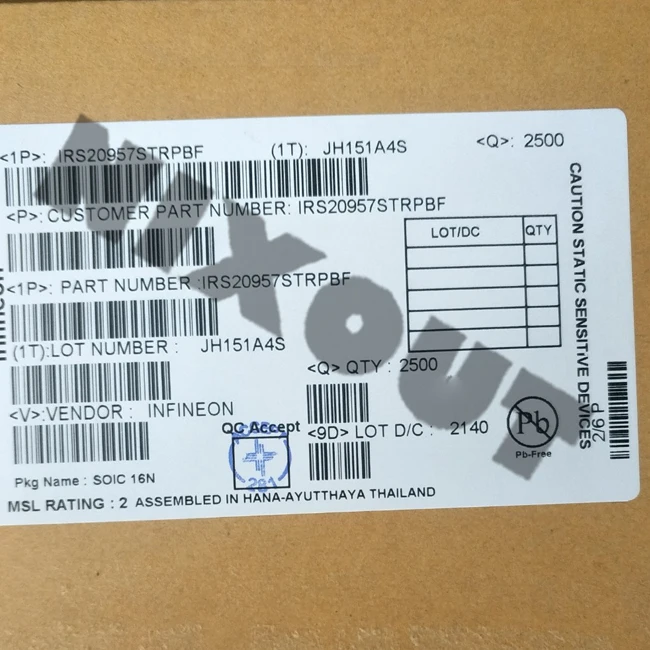 <1P>: IRS20957STRPBF (1T): JH151A4S <Q>: 2500
<P>: CUSTOMER PART NUMBER: IRS20957STRPBF
<1P>: PART NUMBER :IRS20957STRPBF
(1T):LOT NUMBER : JH151A4S
<Q> QTY : 2500
<V>:VENDOR : INFINEON
QC Accept
<9D> LOT D/C : 2140
Pkg Name : SOIC 16N
MSL RATING : 2 ASSEMBLED IN HANA-AYUTTHAYA THAILAND
LOT/DC QTY
Pb
Pb-Free
CAUTION STATIC SENSITIVE DEVICES
2/6 P
NIXOUT